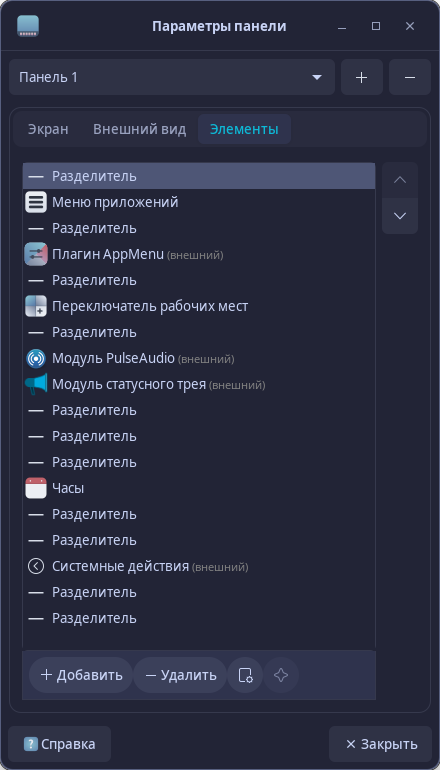 Параметры панели
Панель 1
Экран Внешний вид Элементы
Разделитель
Меню приложений
Разделитель
Плагин AppMenu (внешний)
Разделитель
Переключатель рабочих мест
Разделитель
Модуль PulseAudio (внешний)
Модуль статусного трея (внешний)
Разделитель
Разделитель
Разделитель
Часы
Разделитель
Разделитель
Системные действия (внешний)
Разделитель
Разделитель
Добавить Удалить
Справка Закрыть